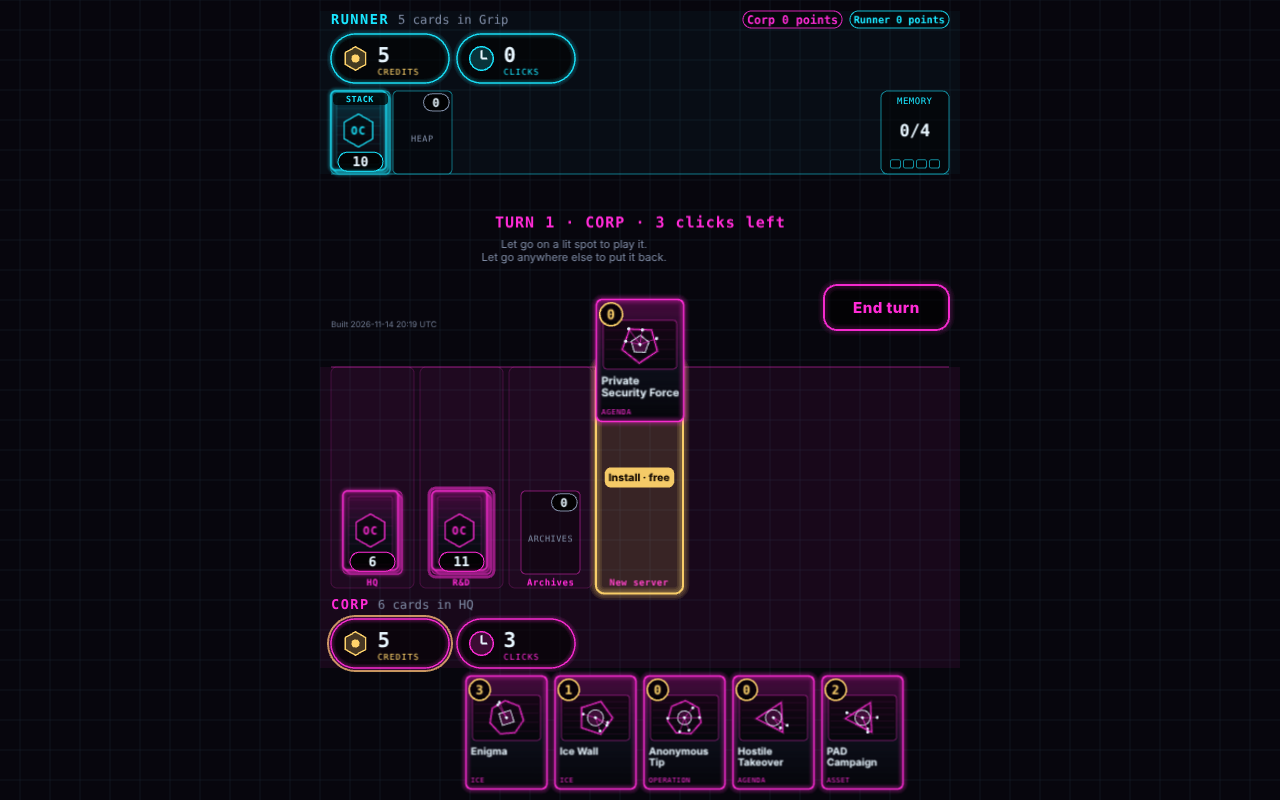 RUNNER 5 cards in Grip
Corp 0 points
Runner 0 points
5
CREDITS
0
CLICKS
STACK
OC
10
0
HEAP
MEMORY
0/4
TURN 1 · CORP · 3 clicks left
Let go on a lit spot to play it.
Let go anywhere else to put it back.
End turn
Built 2026-11-14 20:19 UTC
0
Private
Security Force
AGENDA
Install · free
New server
OC
6
HQ
OC
11
R&D
0
ARCHIVES
Archives
CORP 6 cards in HQ
5
CREDITS
3
CLICKS
3
Enigma
ICE
1
Ice Wall
ICE
0
Anonymous
Tip
OPERATION
0
Hostile
Takeover
AGENDA
2
PAD
Campaign
ASSET